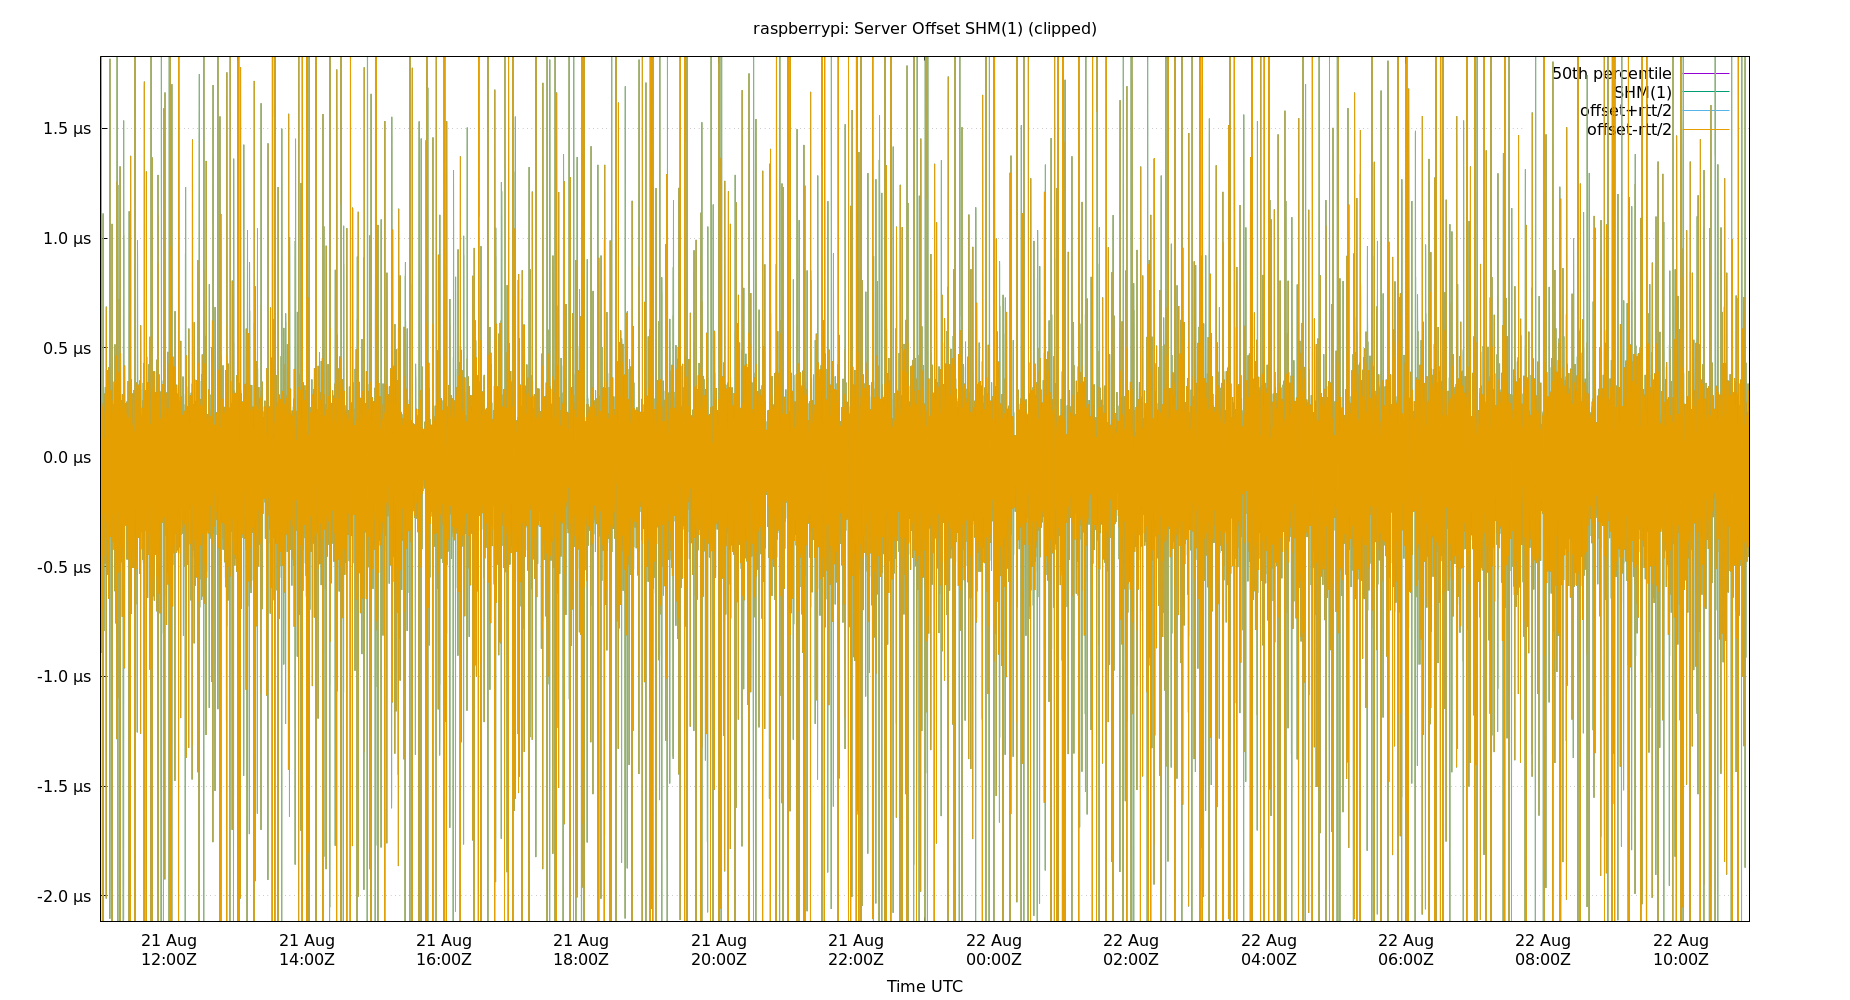 raspberrypi: Server Offset SHM(1) (clipped)
50th percentile
SHM(1)
offset+rtt/2
offset-rtt/2
1.5 µs
1.0 µs
0.5 µs
0.0 µs
-0.5 µs
-1.0 µs
-1.5 µs
-2.0 µs
21 Aug 21 Aug 21 Aug 21 Aug 21 Aug 21 Aug 22 Aug 22 Aug 22 Aug 22 Aug 22 Aug 22 Aug
12:00Z 14:00Z 16:00Z 18:00Z 20:00Z 22:00Z 00:00Z 02:00Z 04:00Z 06:00Z 08:00Z 10:00Z
Time UTC